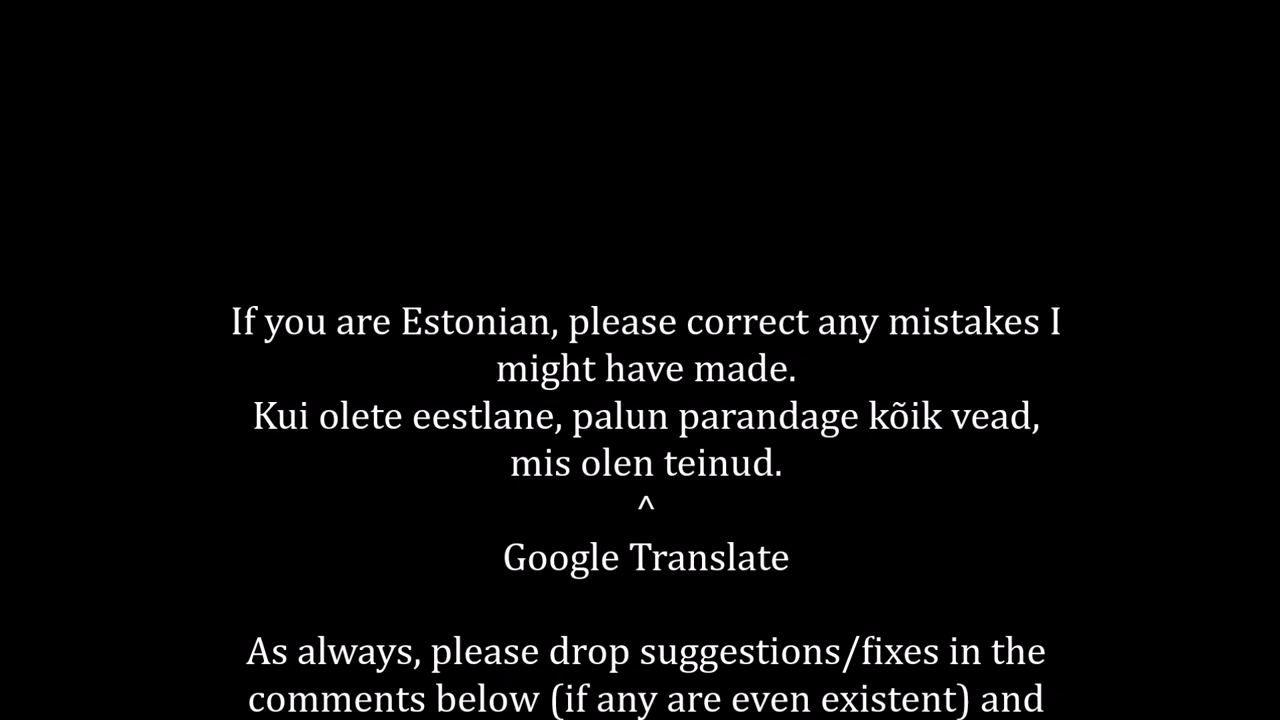 If you are Estonian, please correct any mistakes I
might have made.
Kui olete eestlane, palun parandage kõik vead,
mis olen teinud.
^
Google Translate
As always, please drop suggestions/fixes in the
comments below (if any are even existent) and